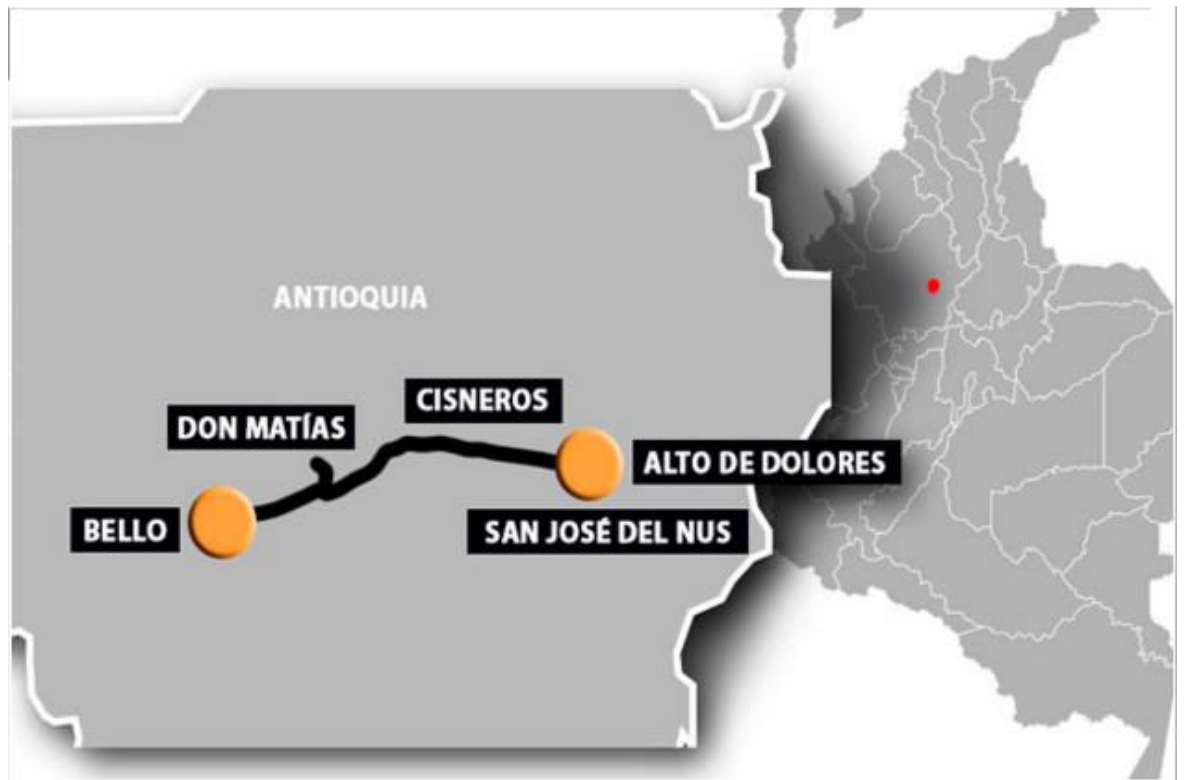 ANTIOQUIA
CISNEROS
DON MATÍAS
ALTO DE DOLORES
BELLO
SAN JOSÉ DEL NUS